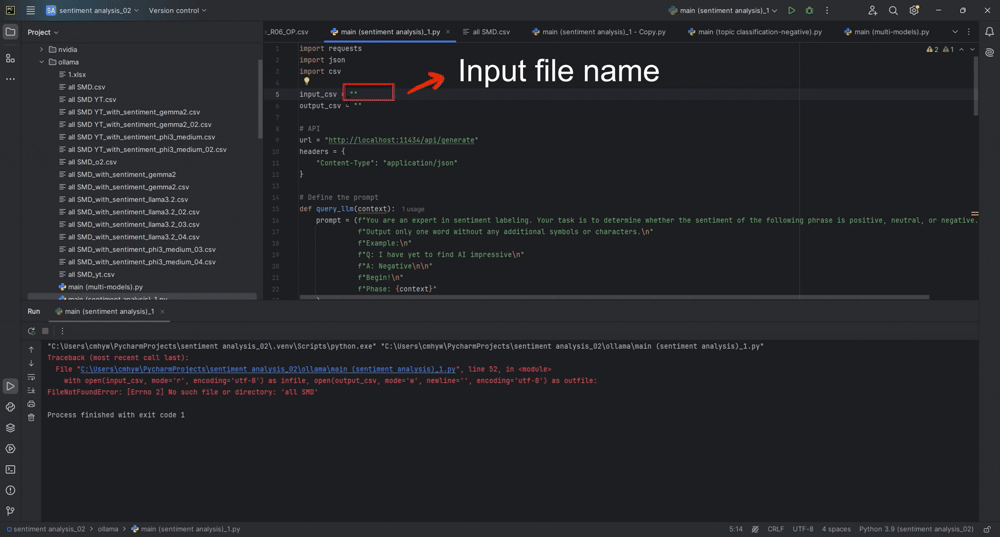 PC
SA sentiment analysis_02
Version control
main (sentiment analysis)_1
Project
_R06_OP.csv
all SMD.csv
main (sentiment analysis)_1.py
main (sentiment analysis)_1 - Copy.py
main (topic classification-negative).py
main (multi-models).py
nvidia
ollama
1.xlsx
all SMD.csv
all SMD YT.csv
all SMD YT_with_sentiment_gemma2.csv
all SMD YT_with_sentiment_gemma2_02.csv
all SMD YT_with_sentiment_phi3_medium.csv
all SMD YT_with_sentiment_phi3_medium_02.csv
all SMD_o2.csv
all SMD_with_sentiment_gemma2
all SMD_with_sentiment_gemma2.csv
all SMD_with_sentiment_llama3.2.csv
all SMD_with_sentiment_llama3.2_02.csv
all SMD_with_sentiment_llama3.2_03.csv
all SMD_with_sentiment_llama3.2_04.csv
all SMD_with_sentiment_phi3_medium_03.csv
all SMD_with_sentiment_phi3_medium_04.csv
all SMD_yt.csv
main (multi-models).py
main (sentiment analysis)_1.py
2 1
1 import requests
2 import json
3 import csv
Input file name
5 input_csv = ""
6 output_csv = ""
8 # API
9 url = "http://localhost:11434/api/generate"
10 headers = {
11 "Content-Type": "application/json"
12 }
14 # Define the prompt
15 def query_llm(context): 1 usage
16 prompt = (f"You are an expert in sentiment labeling. Your task is to determine whether the sentiment of the following phrase is positive, neutral, or negative.
17 f"Output only one word without any additional symbols or characters.\n"
18 f"Example:\n"
19 f"Q: I have yet to find AI impressive\n"
20 f"A: Negative\n\n"
21 f"Begin!\n"
22 f"Phase: {context}"
Run main (sentiment analysis)_1
"C:\Users\cmhyw\PycharmProjects\sentiment analysis_02\.venv\Scripts\python.exe" "C:\Users\cmhyw\PycharmProjects\sentiment analysis_02\ollama\main (sentiment analysis)_1.py"
Traceback (most recent call last):
File "C:\Users\cmhyw\PycharmProjects\sentiment analysis_02\ollama\main (sentiment analysis)_1.py", line 52, in <module>
with open(input_csv, mode='r', encoding='utf-8') as infile, open(output_csv, mode='w', newline='', encoding='utf-8') as outfile:
FileNotFoundError: [Errno 2] No such file or directory: 'all SMD'
Process finished with exit code 1
sentiment analysis_02 > ollama > main (sentiment analysis)_1.py
5:14 CRLF UTF-8 4 spaces Python 3.9 (sentiment analysis_02)